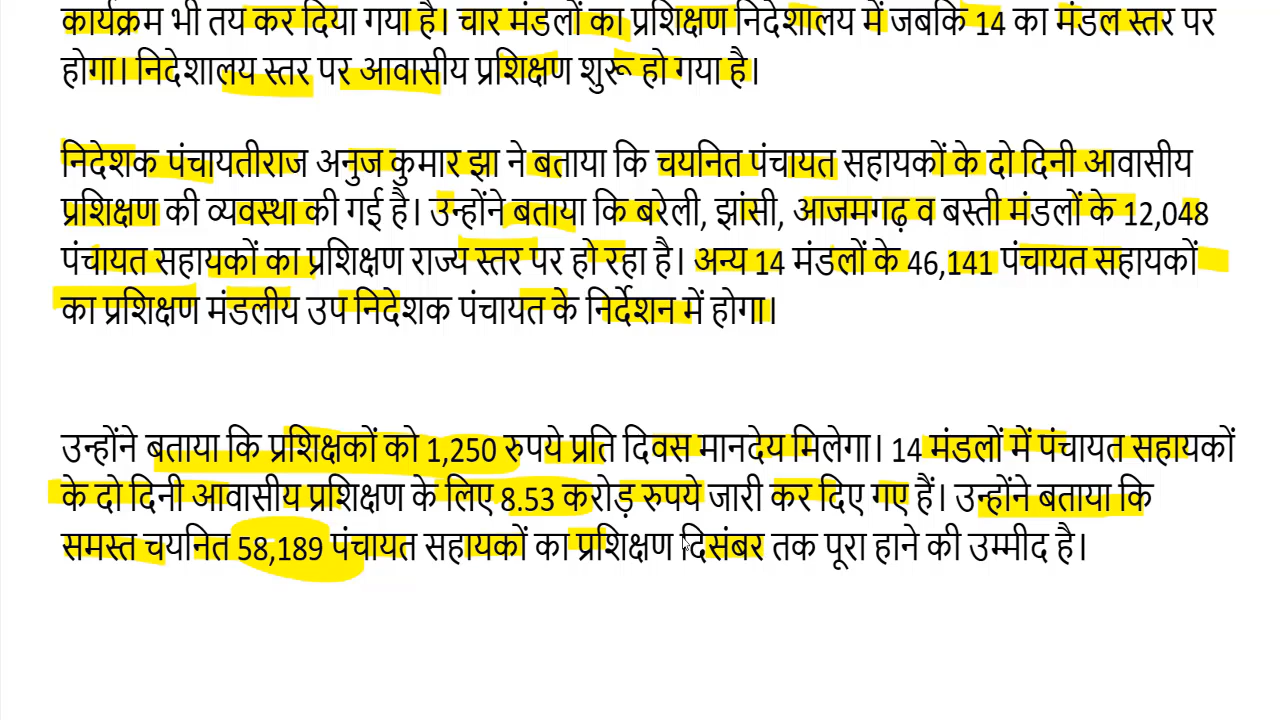 कार्यक्रम भी तय कर दिया गया है। चार मंडलों का प्रशिक्षण निदेशालय में जबकि 14 का मंडल स्तर पर
होगा। निदेशालय स्तर पर आवासीय प्रशिक्षण शुरू हो गया है।
निदेशक पंचायतीराज अनुज कुमार झा ने बताया कि चयनित पंचायत सहायकों के दो दिनी आवासीय
प्रशिक्षण की व्यवस्था की गई है। उन्होंने बताया कि बरेली, झांसी, आजमगढ़ व बस्ती मंडलों के 12,048
पंचायत सहायकों का प्रशिक्षण राज्य स्तर पर हो रहा है। अन्य 14 मंडलों के 46,141 पंचायत सहायकों
का प्रशिक्षण मंडलीय उप निदेशक पंचायत के निर्देशन में होगा।
उन्होंने बताया कि प्रशिक्षकों को 1,250 रुपये प्रति दिवस मानदेय मिलेगा। 14 मंडलों में पंचायत सहायकों
के दो दिनी आवासीय प्रशिक्षण के लिए 8.53 करोड़ रुपये जारी कर दिए गए हैं। उन्होंने बताया कि
समस्त चयनित 58,189 पंचायत सहायकों का प्रशिक्षण दिसंबर तक पूरा हाने की उम्मीद है।